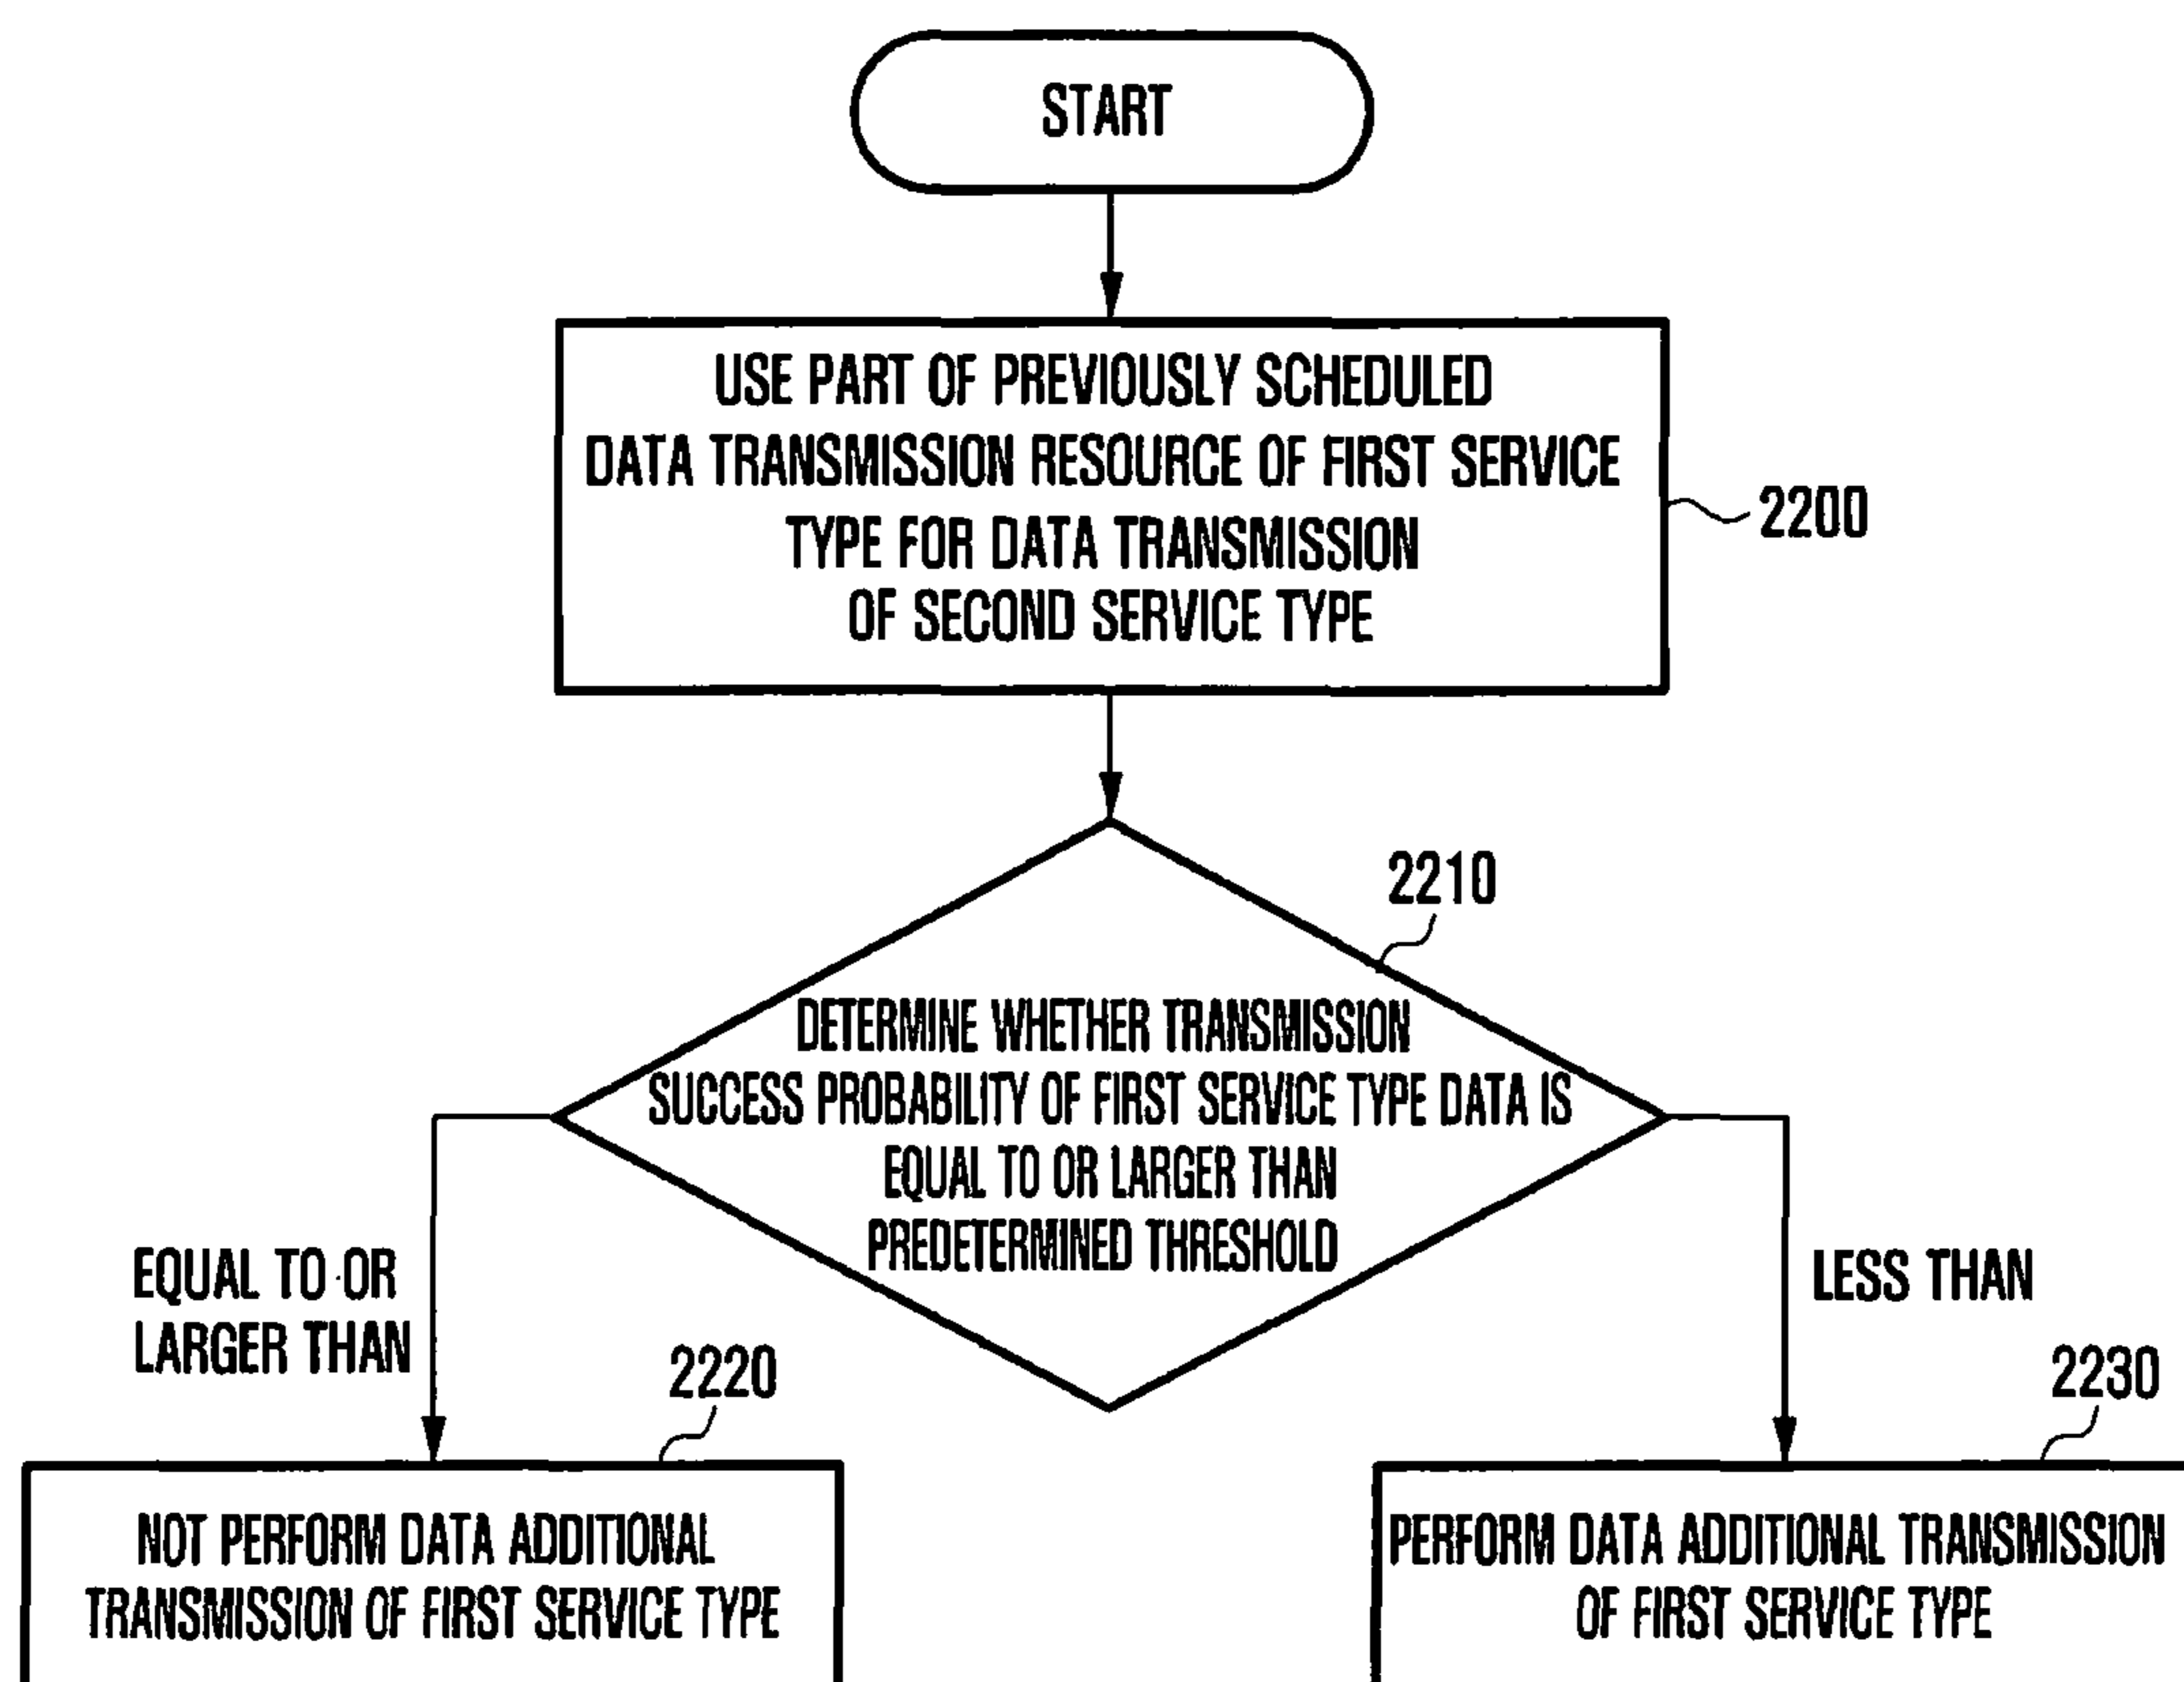 START
USE PART OF PREVIOUSLY SCHEDULED
DATA TRANSMISSION RESOURCE OF FIRST SERVICE
TYPE FOR DATA TRANSMISSION
OF SECOND SERVICE TYPE
2200
2210
DETERMINE WHETHER TRANSMISSION
SUCCESS PROBABILITY OF FIRST SERVICE TYPE DATA IS
EQUAL TO OR LARGER THAN
PREDETERMINED THRESHOLD
EQUAL TO OR
LARGER THAN
LESS THAN
2220
2230
NOT PERFORM DATA ADDITIONAL
TRANSMISSION OF FIRST SERVICE TYPE
PERFORM DATA ADDITIONAL TRANSMISSION
OF FIRST SERVICE TYPE